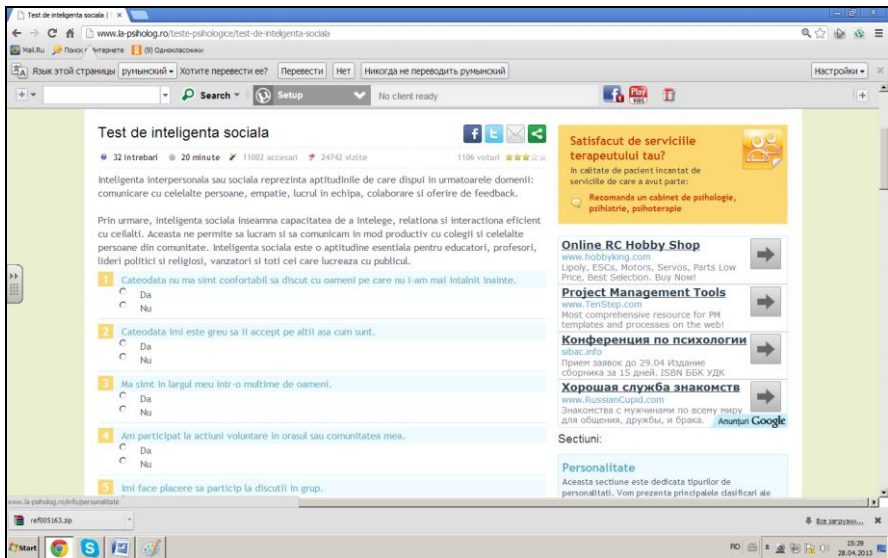 Test de inteligenta sociala |
www.la-psiholog.ro/teste-psihologice/test-de-inteligenta-sociala
Mail.Ru
(9) Одноклассники
Язык этой страницы румынский Хотите перевести ее? Перевести Нет Никогда не переводить румынский Настройки
Search Setup No client ready
Test de inteligenta sociala
32 intrebari 20 minute 11002 accesari 24742 vizite 1106 voturi
Inteligenta interpersonala sau sociala reprezinta aptitudinile de care dispui in urmatoarele domenii:
comunicare cu celelalte persoane, empatie, lucrul in echipa, colaborare si oferire de feedback.
Prin urmare, inteligenta sociala inseamna capacitatea de a intelege, relationa si interactiona eficient
cu ceilalti. Aceasta ne permite sa lucram si sa comunicam in mod productiv cu colegii si celelalte
persoane din comunitate. Inteligenta sociala este o aptitudine esentiala pentru educatori, profesori,
lideri politici si religiosi, vanzatori si toti cei care lucreaza cu publicul.
1 Cateodata nu ma simt confortabil sa discut cu oameni pe care nu i-am mai intalnit inainte.
Da
Nu
2 Cateodata imi este greu sa ii accept pe altii asa cum sunt.
Da
Nu
3 Ma simt in largul meu intr-o multime de oameni.
Da
Nu
4 Am participat la actiuni voluntare in orasul sau comunitatea mea.
Da
Nu
5 Imi face placere sa particip la discutii in grup.
Satisfacut de serviciile
terapeutului tau?
In calitate de pacient incantat de
serviciile de care a avut parte:
Recomanda un cabinet de psihologie,
psihiatrie, psihoterapie
Online RC Hobby Shop
www.hobbyking.com
Lipoly, ESCs, Motors, Servos, Parts Low
Price, Best Selection. Buy Now!
Project Management Tools
www.TenStep.com
Most comprehensive resource for PM
templates and processes on the web!
Конференция по психологии
sibac.info
Прием заявок до 29.04 Издание
сборника за 15 дней. ISBN ББК УДК
Хорошая служба знакомств
www.RussianCupid.com
Знакомства с мужчинами по всему миру
для общения, дружбы, и брака.
Anunțuri Google
Sectiuni:
Personalitate
Aceasta sectiune este dedicata tipurilor de
personalitati. Vom prezenta principalele clasificari ale
www.la-psiholog.ro/info/personalitate
ref005163.zip
Все загрузки...
Start
RO
15:39
28.04.2013